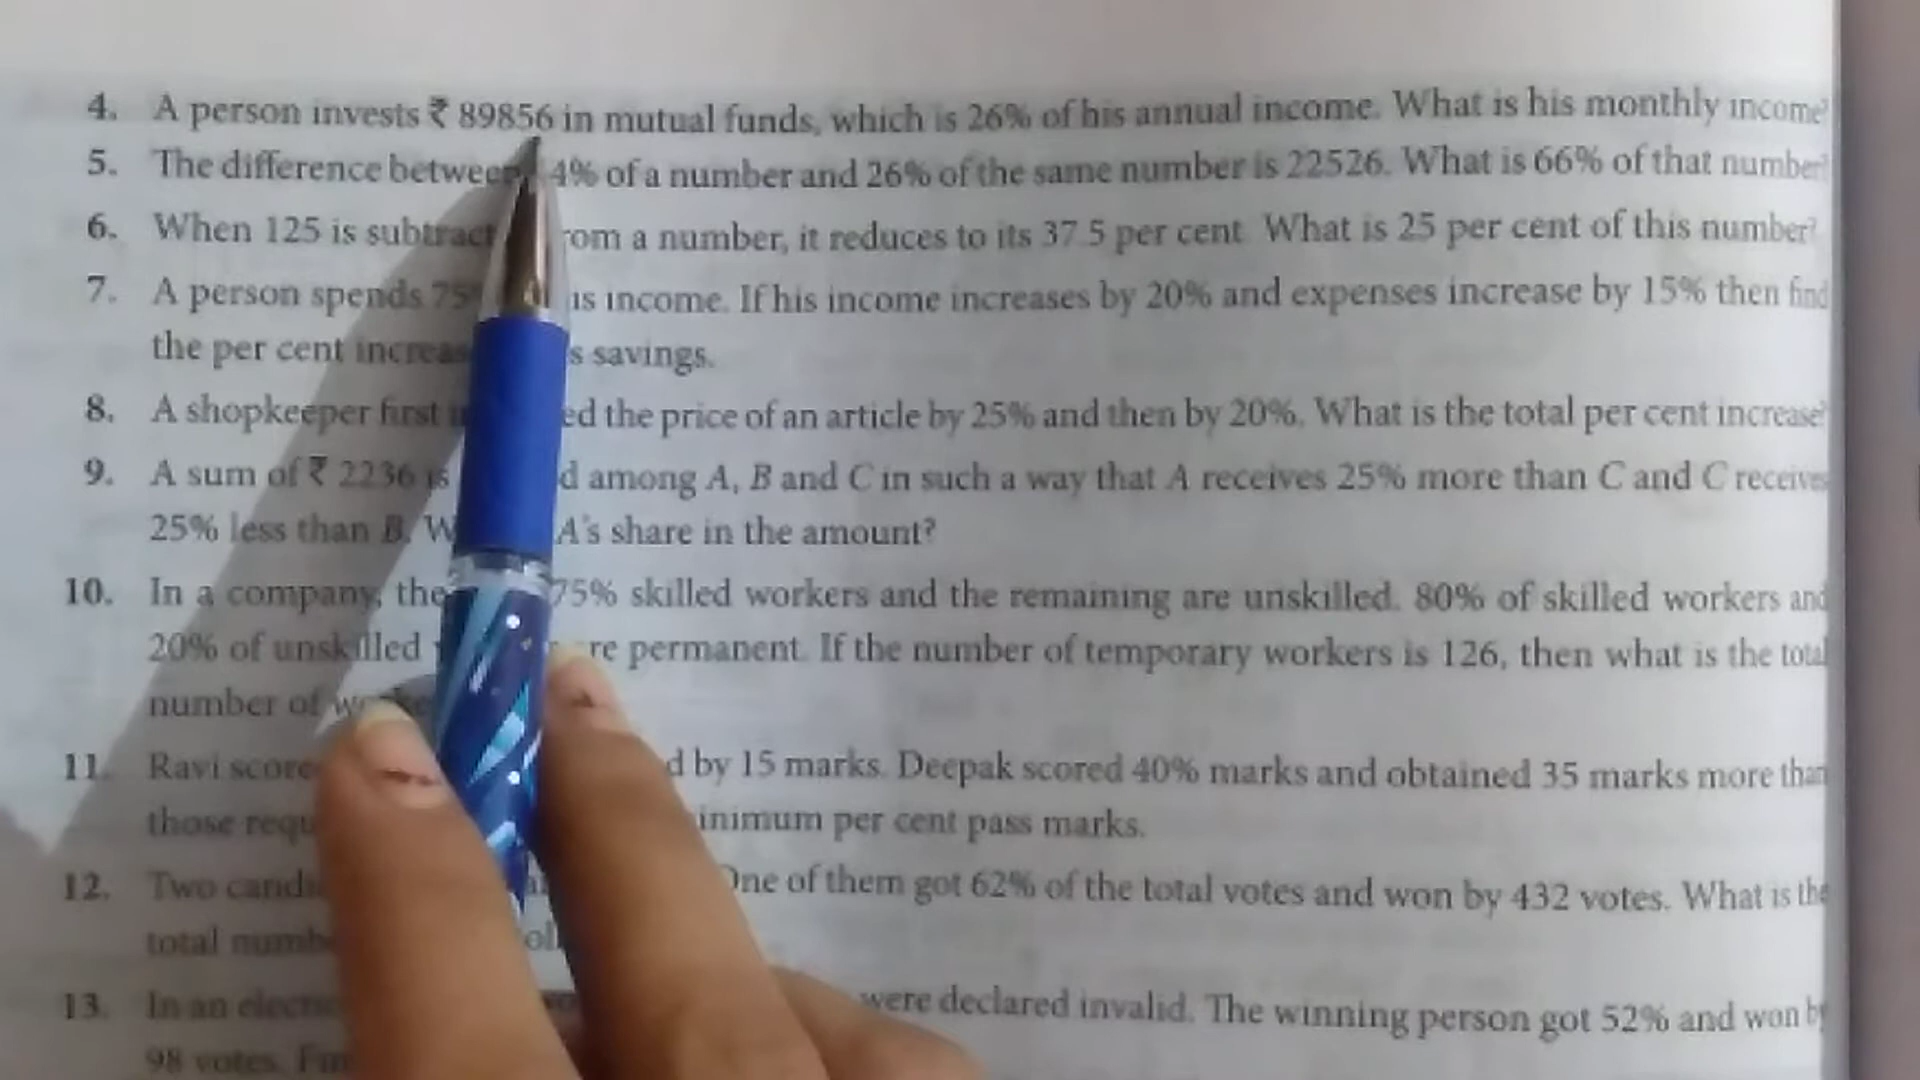 4. A person invests ₹ 89856 in mutual funds, which is 26% of his annual income. What is his monthly income?
5. The difference between 4% of a number and 26% of the same number is 22526. What is 66% of that number?
6. When 125 is subtract om a number, it reduces to its 37.5 per cent. What is 25 per cent of this number?
7. A person spends 75 is income. If his income increases by 20% and expenses increase by 15% then find
the per cent increas s savings.
8. A shopkeeper first ed the price of an article by 25% and then by 20%. What is the total per cent increase?
9. A sum of ₹ 2236 is d among A, B and C in such a way that A receives 25% more than C and C receives
25% less than B. W A's share in the amount?
10. In a company, the 75% skilled workers and the remaining are unskilled. 80% of skilled workers and
20% of unskilled re permanent. If the number of temporary workers is 126, then what is the total
number of
11. Ravi score d by 15 marks. Deepak scored 40% marks and obtained 35 marks more than
those requ inimum per cent pass marks.
12. Two cand One of them got 62% of the total votes and won by 432 votes. What is the
total numb oll
13. In an elect vo were declared invalid. The winning person got 52% and won by
98 votes. Fin